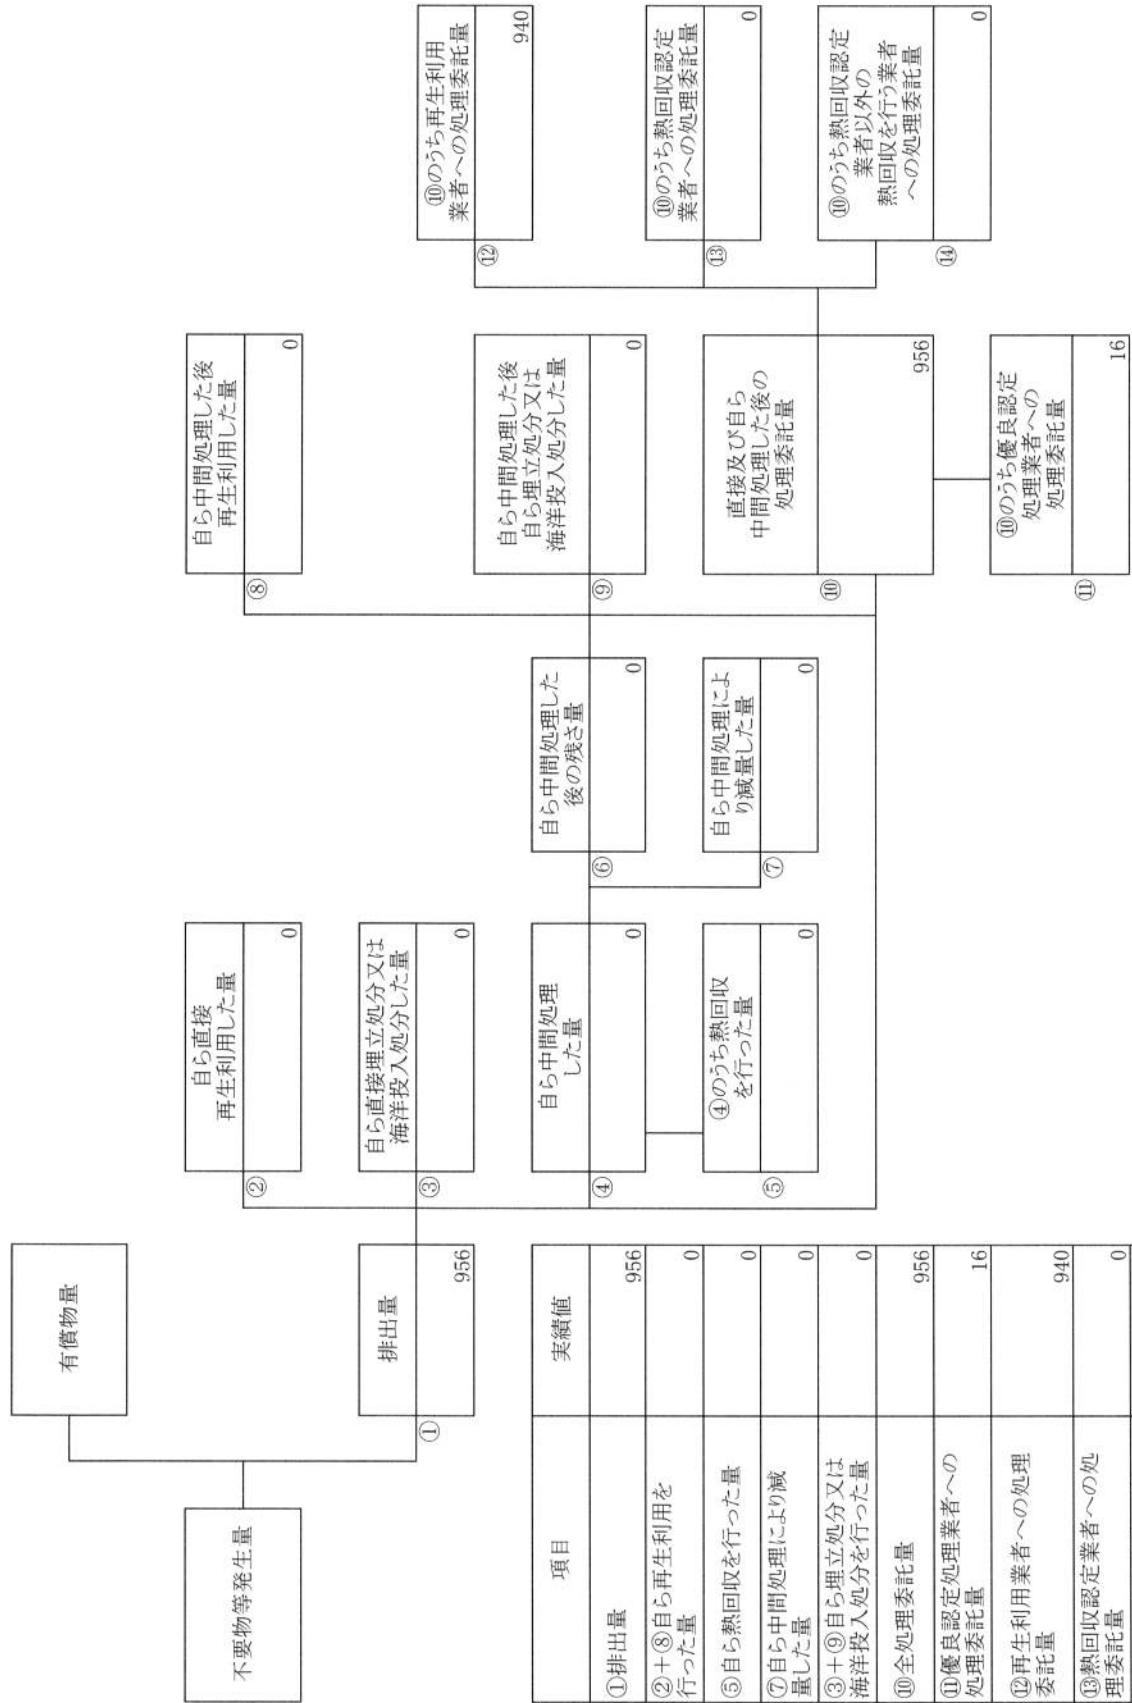 不要物等発生量
有償物量
①
排出量
956
②
自ら直接
再生利用した量
0
③
自ら直接埋立処分又は
海洋投入処分した量
0
④
自ら中間処理
した量
0
⑤
④のうち熱回収
を行った量
0
⑥
自ら中間処理した
後の残さ量
0
⑦
自ら中間処理によ
り減量した量
0
⑧
自ら中間処理した後
再生利用した量
0
⑨
自ら中間処理した後
自ら埋立処分又は
海洋投入処分した量
0
⑩
直接及び自ら
中間処理した後の
処理委託量
956
⑪
⑩のうち優良認定
処理業者への
処理委託量
16
⑫
⑩のうち再生利用
業者への処理委託量
940
⑬
⑩のうち熱回収認定
業者への処理委託量
0
⑭
⑩のうち熱回収認定
業者以外の
熱回収を行う業者
への処理委託量
0
項目 実績値
①排出量 956
②+⑧自ら再生利用を
行った量 0
⑤自ら熱回収を行った量 0
⑦自ら中間処理により減
量した量 0
③+⑨自ら埋立処分又は
海洋投入処分を行った量 0
⑩全処理委託量 956
⑪優良認定処理業者への
処理委託量 16
⑫再生利用業者への処理
委託量 940
⑬熱回収認定業者への処
理委託量 0